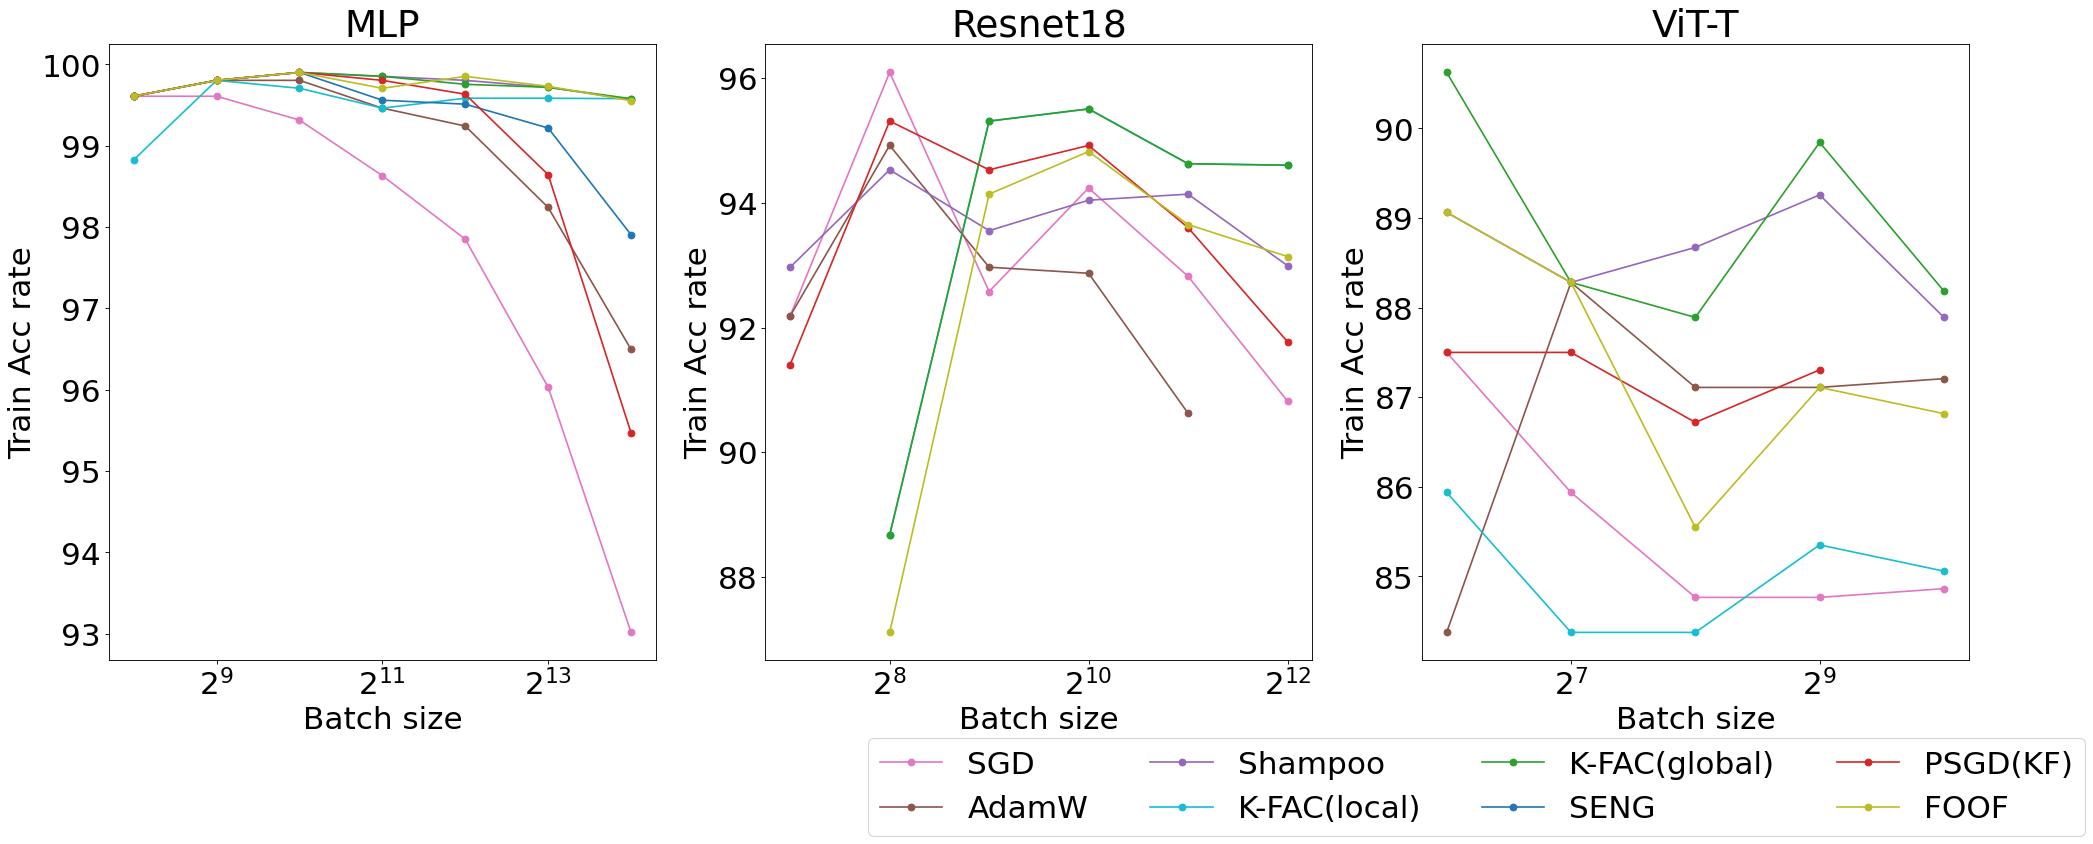 MLP
Train Acc rate
100
99
98
97
96
95
94
93
2^9 2^11 2^13
Batch size
Resnet18
Train Acc rate
96
94
92
90
88
2^8 2^10 2^12
Batch size
ViT-T
Train Acc rate
90
89
88
87
86
85
2^7 2^9
Batch size
SGD Shampoo K-FAC(global) PSGD(KF)
AdamW K-FAC(local) SENG FOOF